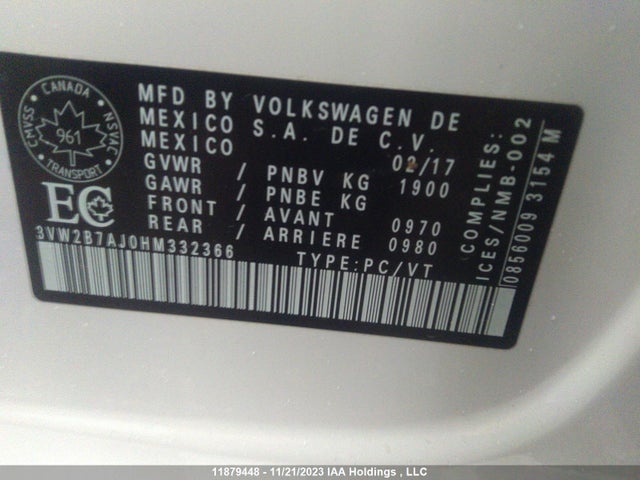 MFD BY VOLKSWAGEN DE
MEXICO S.A. DE C.V.
MEXICO 02/17
GVWR / PNBV KG 1900
GAWR / PNBE KG
FRONT / AVANT 0970
REAR / ARRIERE 0980
3VW2B7AJ0HM332366 TYPE:PC/VT
CMVSS CANADA NSVAC
961
TRANSPORT
EC
COMPLIES:
ICES/NMB-002
0856009 3154 M
11879448 - 11/21/2023 IAA Holdings , LLC